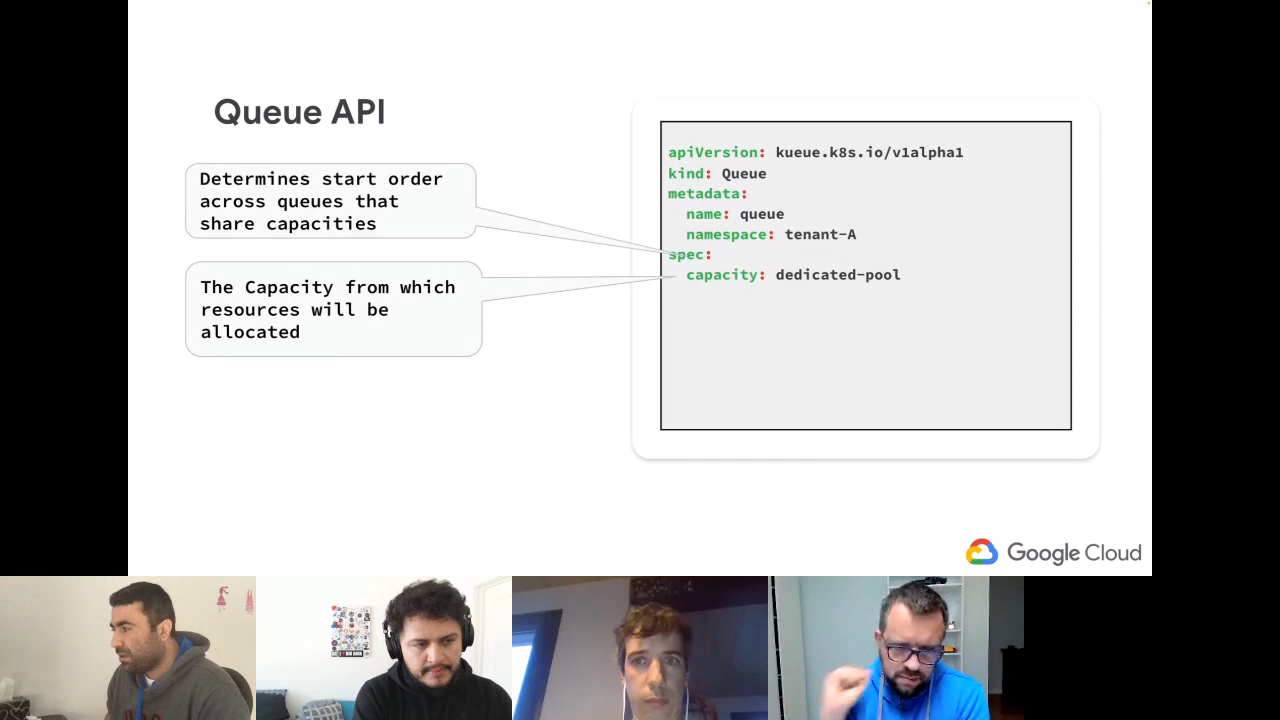 Queue API
Determines start order
across queues that
share capacities
The Capacity from which
resources will be
allocated
apiVersion: kueue.k8s.io/v1alpha1
kind: Queue
metadata:
  name: queue
  namespace: tenant-A
spec:
  capacity: dedicated-pool
Google Cloud